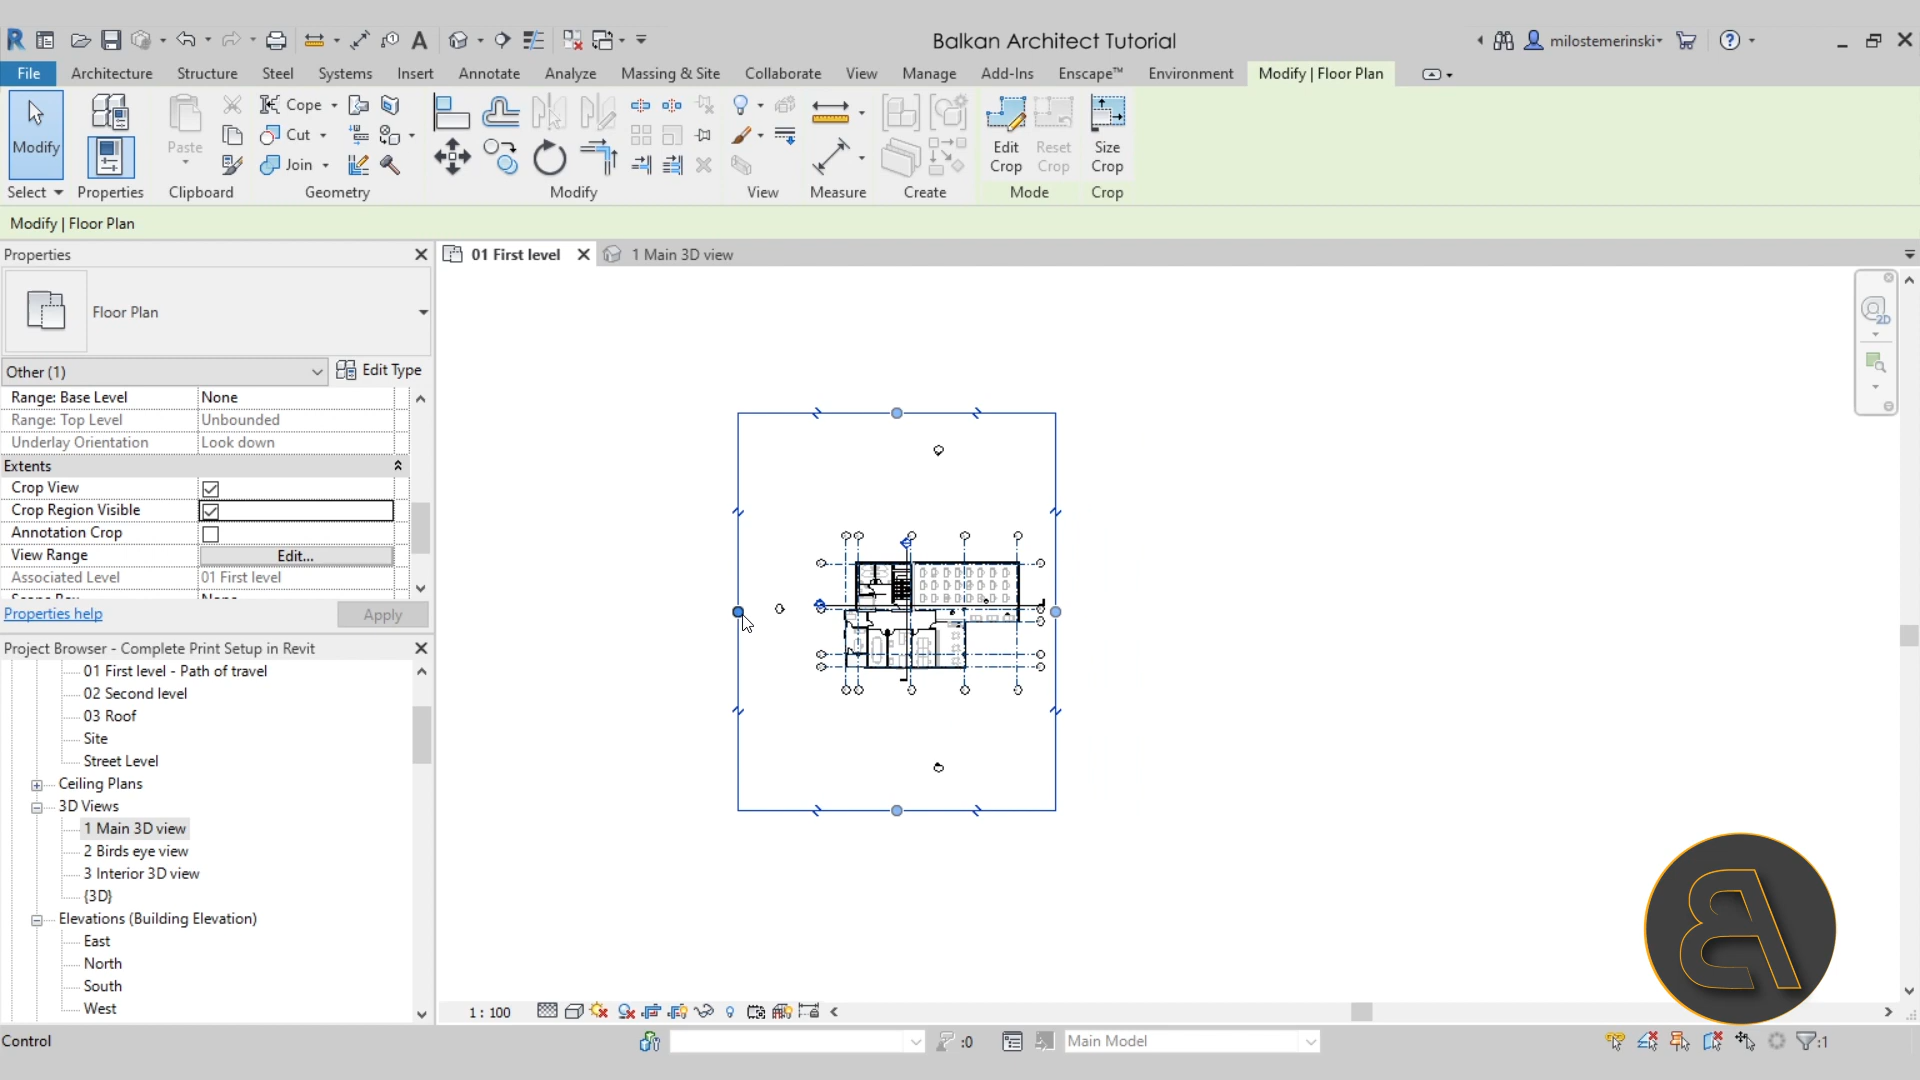 Balkan Architect Tutorial
milostemerinski
File Architecture Structure Steel Systems Insert Annotate Analyze Massing & Site Collaborate View Manage Add-Ins Enscape™ Environment Modify | Floor Plan
Modify
Paste
Cope
Cut
Join
Edit Crop
Reset Crop
Size Crop
Select Properties Clipboard Geometry Modify View Measure Create Mode Crop
Modify | Floor Plan
Properties
01 First level
1 Main 3D view
Floor Plan
Other (1)
Edit Type
Range: Base Level None
Range: Top Level Unbounded
Underlay Orientation Look down
Extents
Crop View
Crop Region Visible
Annotation Crop
View Range Edit...
Associated Level 01 First level
Properties help
Apply
2D
Project Browser - Complete Print Setup in Revit
01 First level - Path of travel
02 Second level
03 Roof
Site
Street Level
Ceiling Plans
3D Views
1 Main 3D view
2 Birds eye view
3 Interior 3D view
{3D}
Elevations (Building Elevation)
East
North
South
West
1 : 100
Control
:0
Main Model
:1